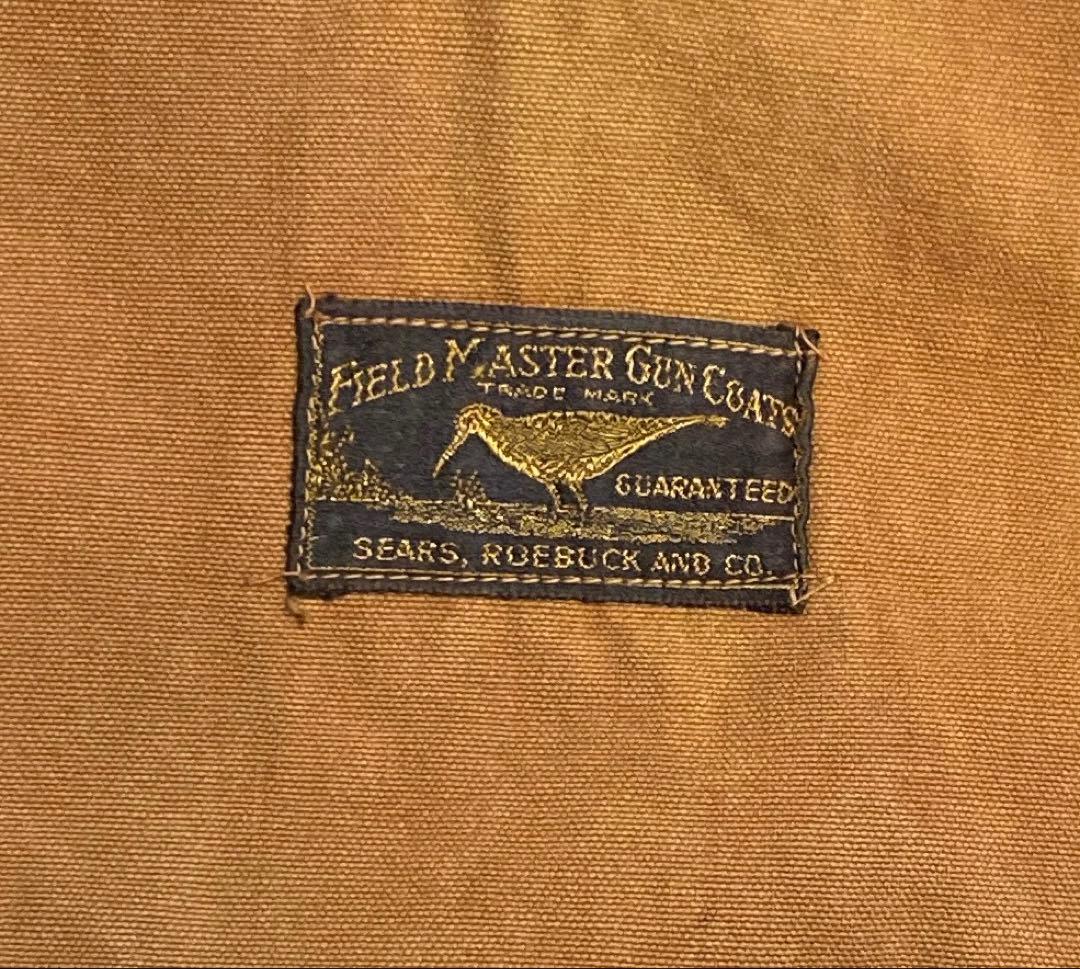 FIELD MASTER GUN COATS
TRADE MARK
GUARANTEED
SEARS, ROEBUCK AND CO.